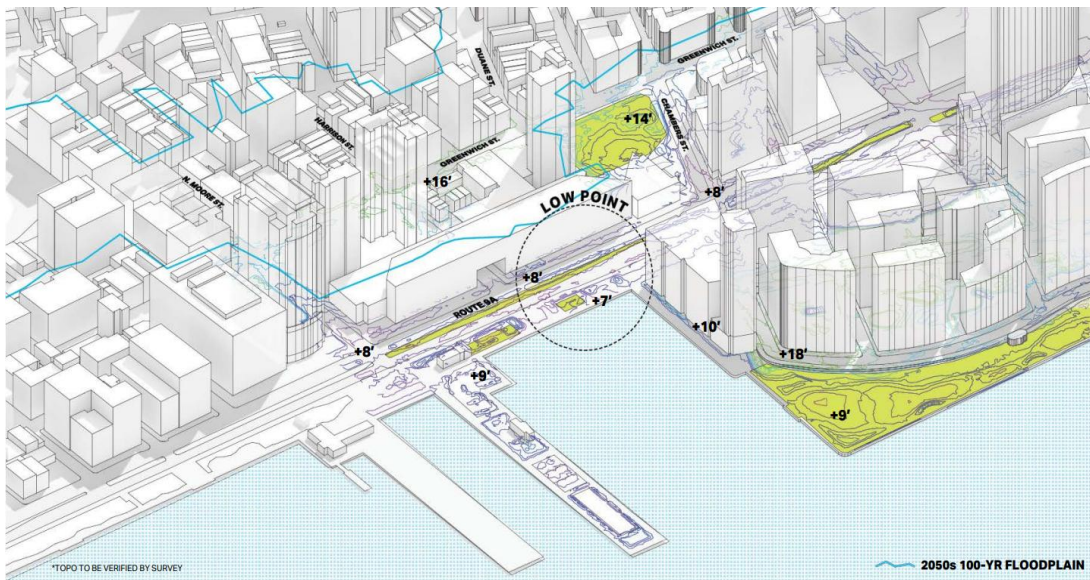 DUANE ST.
GREENWICH ST.
CHAMBERS ST.
+14'
HARRISON ST.
GREENWICH ST.
+16'
+8'
N. MOORE ST.
LOW POINT
+8'
ROUTE 9A
+7'
+10'
+8'
+18'
+9'
+9'
*TOPO TO BE VERIFIED BY SURVEY
2050s 100-YR FLOODPLAIN